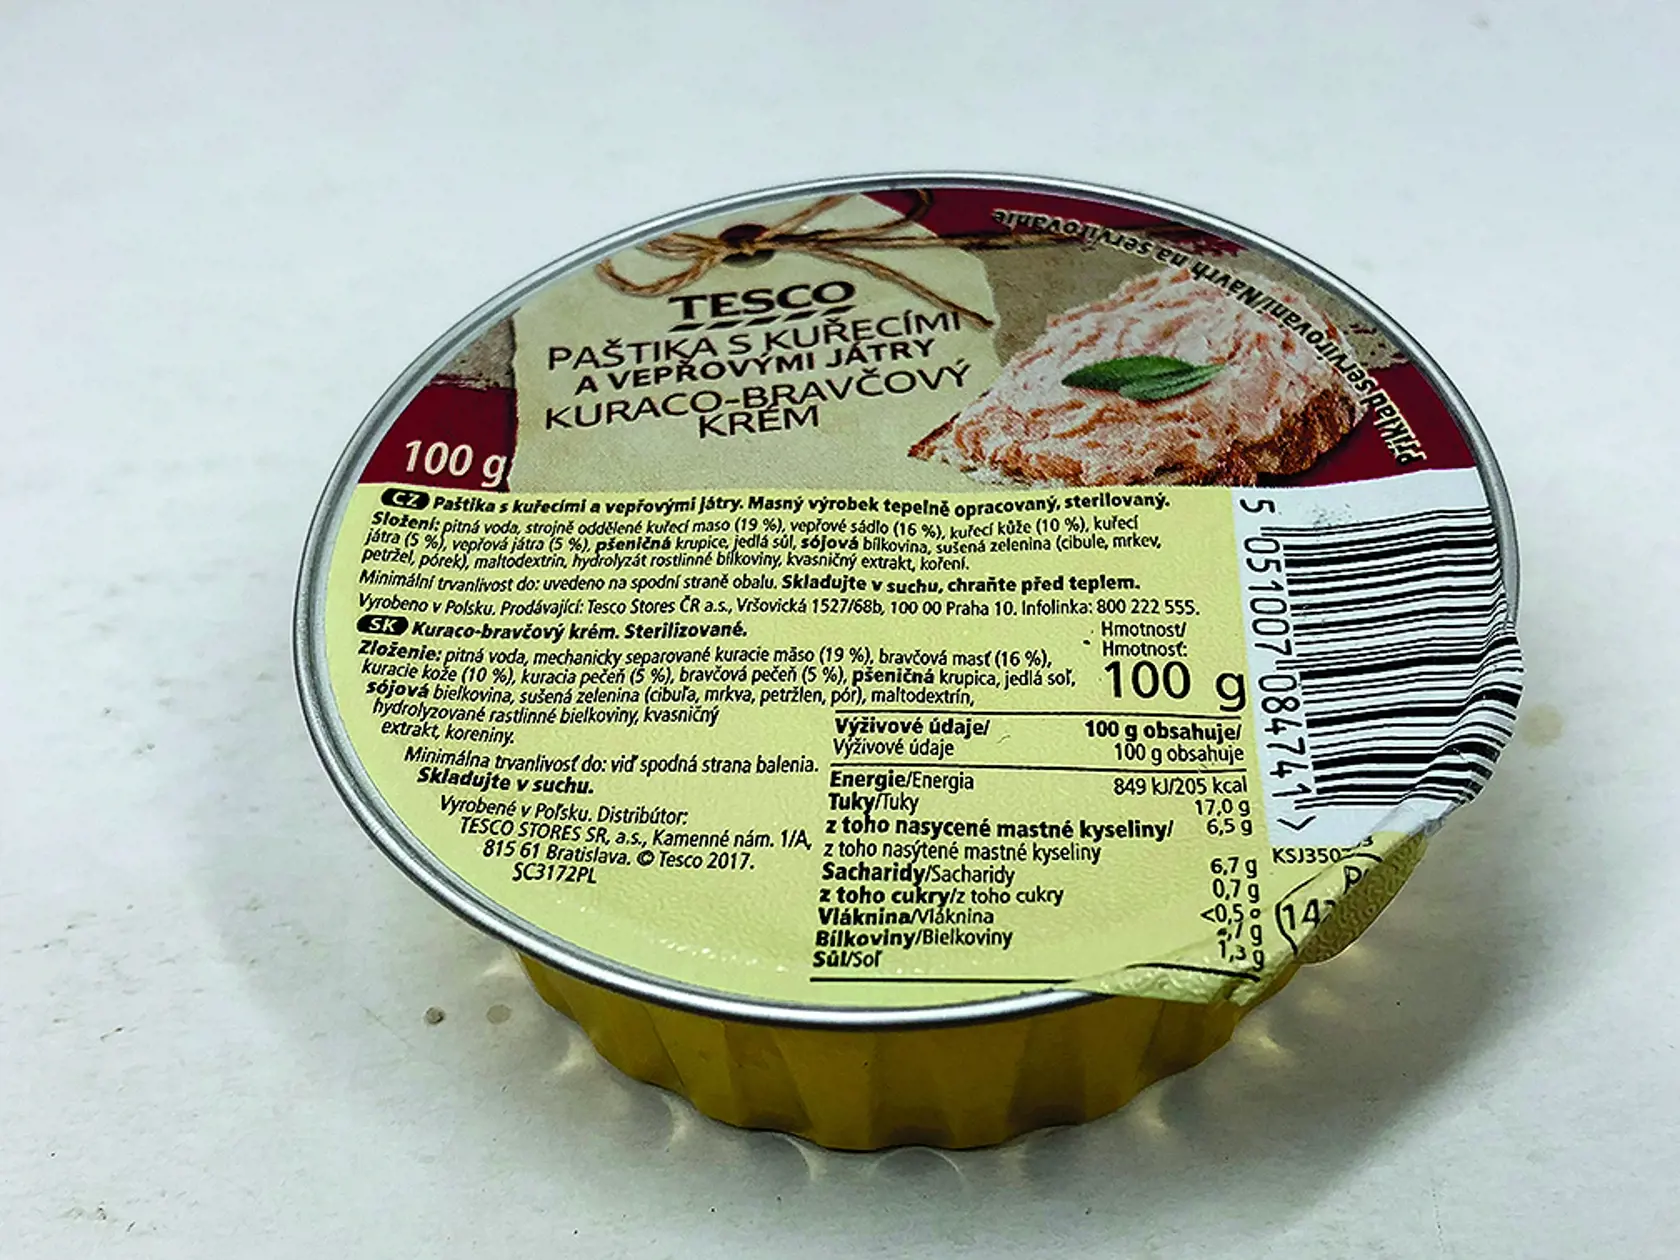 Příklad servírování/Návrh na servírovanie
TESCO
PAŠTIKA S KUŘECÍMI
A VEPŘOVÝMI JÁTRY
KURACO-BRAVČOVÝ
KRÉM
100 g
CZ Paštika s kuřecími a vepřovými játry. Masný výrobek tepelně opracovaný, sterilovaný.
Složení: pitná voda, strojně oddělené kuřecí maso (19 %), vepřové sádlo (16 %), kuřecí kůže (10 %), kuřecí
játra (5 %), vepřová játra (5 %), pšeničná krupice, jedlá sůl, sójová bílkovina, sušená zelenina (cibule, mrkev,
petržel, pórek), maltodextrin, hydrolyzát rostlinné bílkoviny, kvasničný extrakt, koření.
Minimální trvanlivost do: uvedeno na spodní straně obalu. Skladujte v suchu, chraňte před teplem.
Vyrobeno v Polsku. Prodávající: Tesco Stores ČR a.s., Vršovická 1527/68b, 100 00 Praha 10. Infolinka: 800 222 555.
SK Kuraco-bravčový krém. Sterilizované.
Zloženie: pitná voda, mechanicky separované kuracie mäso (19 %), bravčová masť (16 %),
kuracie kože (10 %), kuracia pečeň (5 %), bravčová pečeň (5 %), pšeničná krupica, jedlá soľ,
sójová bielkovina, sušená zelenina (cibuľa, mrkva, petržlen, pór), maltodextrín,
hydrolyzované rastlinné bielkoviny, kvasničný
extrakt, koreniny.
Minimálna trvanlivosť do: viď spodná strana balenia.
Skladujte v suchu.
Vyrobené v Poľsku. Distribútor:
TESCO STORES SR, a.s., Kamenné nám. 1/A,
815 61 Bratislava. © Tesco 2017.
SC3172PL
Hmotnost/
Hmotnosť:
100 g
Výživové údaje/ 100 g obsahuje/
Výživové údaje 100 g obsahuje
Energie/Energia 849 kJ/205 kcal
Tuky/Tuky 17,0 g
z toho nasycené mastné kyseliny/ 6,5 g
z toho nasýtené mastné kyseliny
Sacharidy/Sacharidy 6,7 g
z toho cukry/z toho cukry 0,7 g
Vláknina/Vláknina <0,5
Bílkoviny/Bielkoviny
Sůl/Soľ 1,3 g
5 051007 084741 >